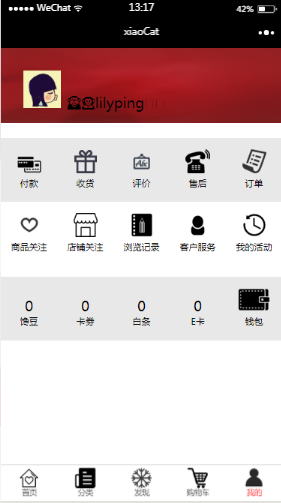 WeChat 13:17 42%
xiaoCat
lilyping
付款 收货 评价 售后 订单
商品关注 店铺关注 浏览记录 客户服务 我的活动
0 0 0 0
馋豆 卡券 白条 E卡 钱包
首页 分类 发现 购物车 我的